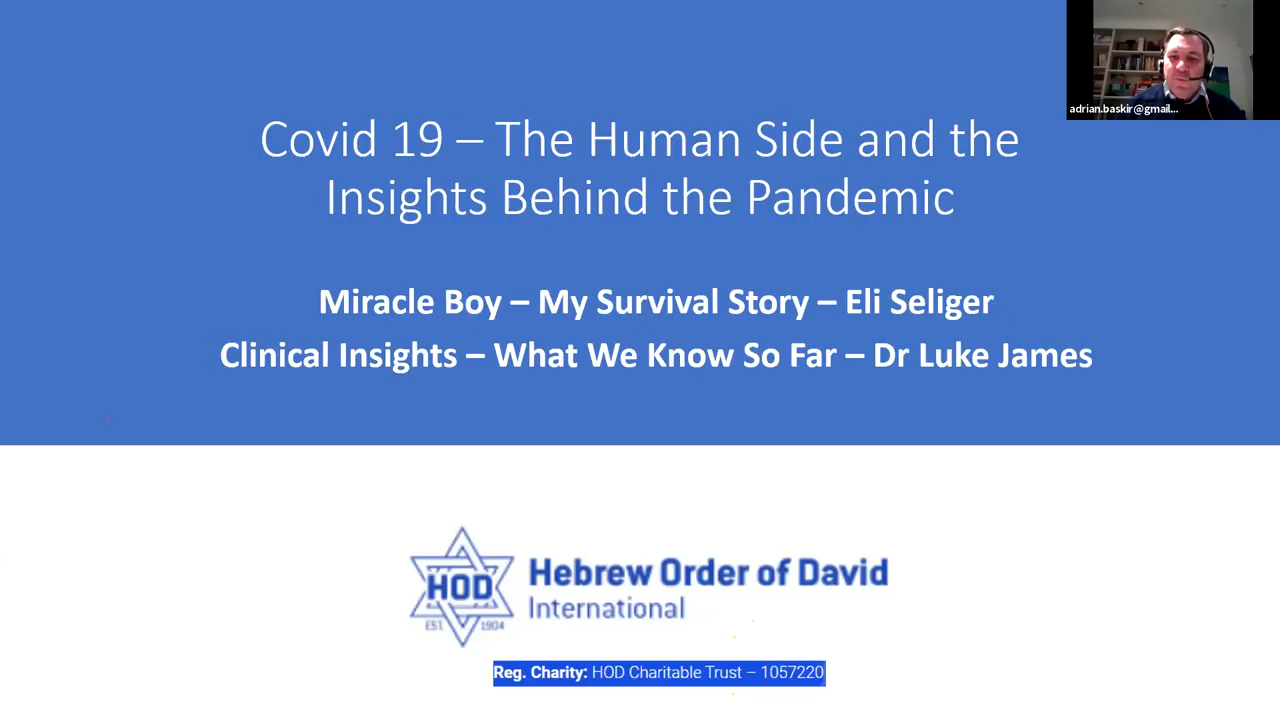 adrian.baskir@gmail...
Covid 19 – The Human Side and the
Insights Behind the Pandemic
Miracle Boy – My Survival Story – Eli Seliger
Clinical Insights – What We Know So Far – Dr Luke James
HOD
EST. 1904
Hebrew Order of David
International
Reg. Charity: HOD Charitable Trust – 1057220